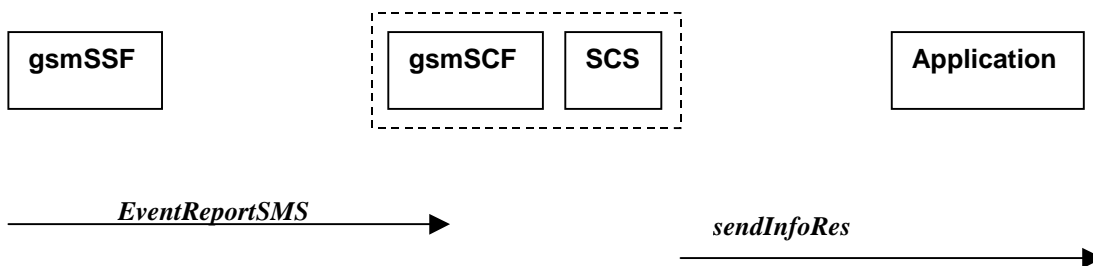 gsmSSF gsmSCF SCS Application
EventReportSMS
sendInfoRes